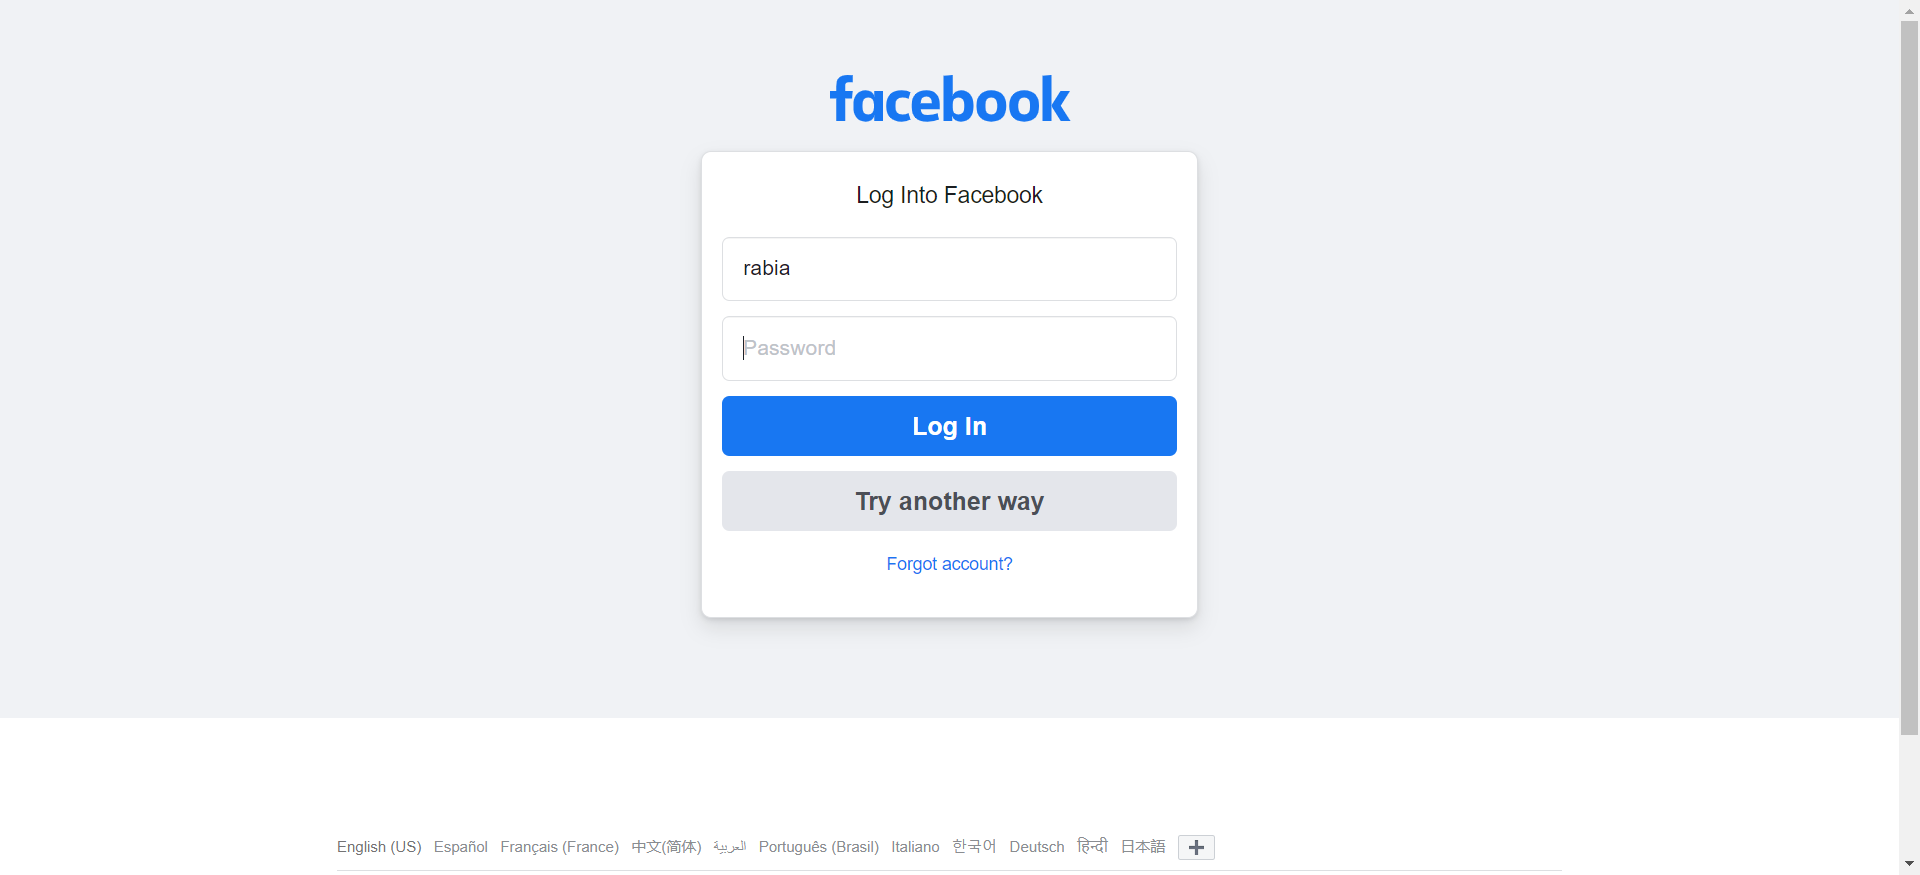 facebook
Log Into Facebook
rabia
Password
Log In
Try another way
Forgot account?
English (US) Español Français (France) 中文(简体) العربية Português (Brasil) Italiano 한국어 Deutsch हिन्दी 日本語